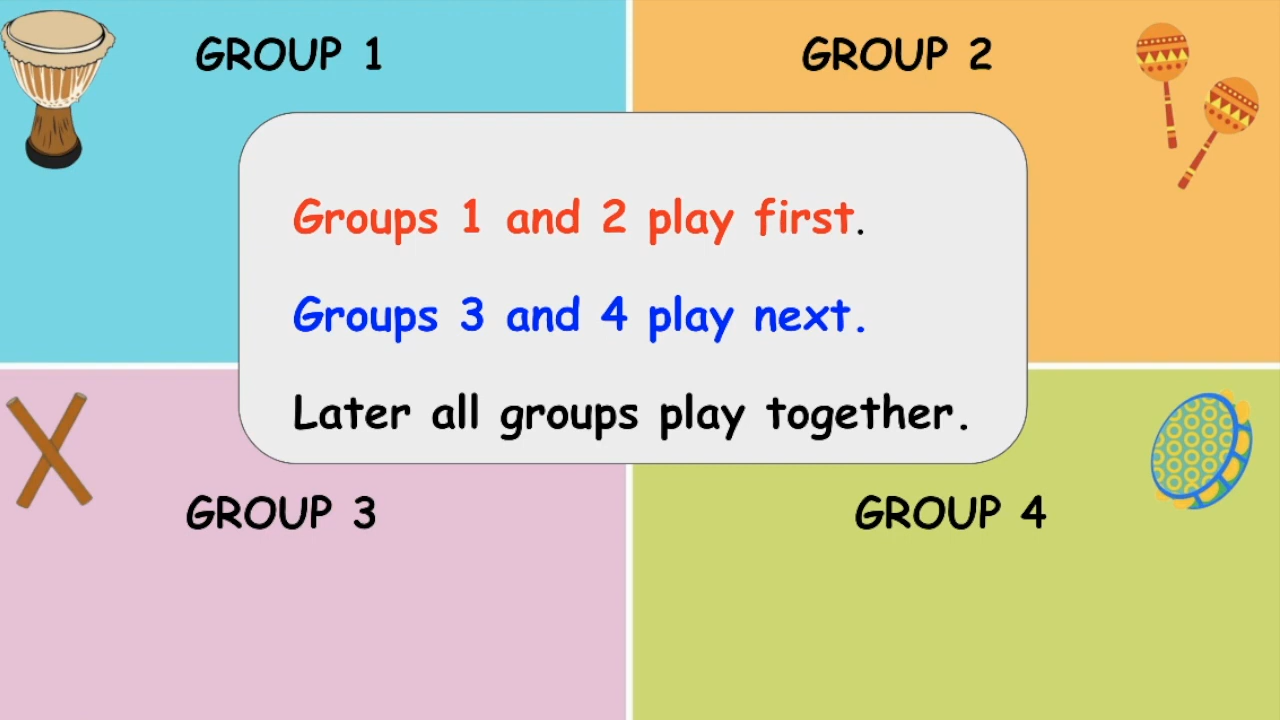 GROUP 1
GROUP 2
Groups 1 and 2 play first.
Groups 3 and 4 play next.
Later all groups play together.
GROUP 3
GROUP 4